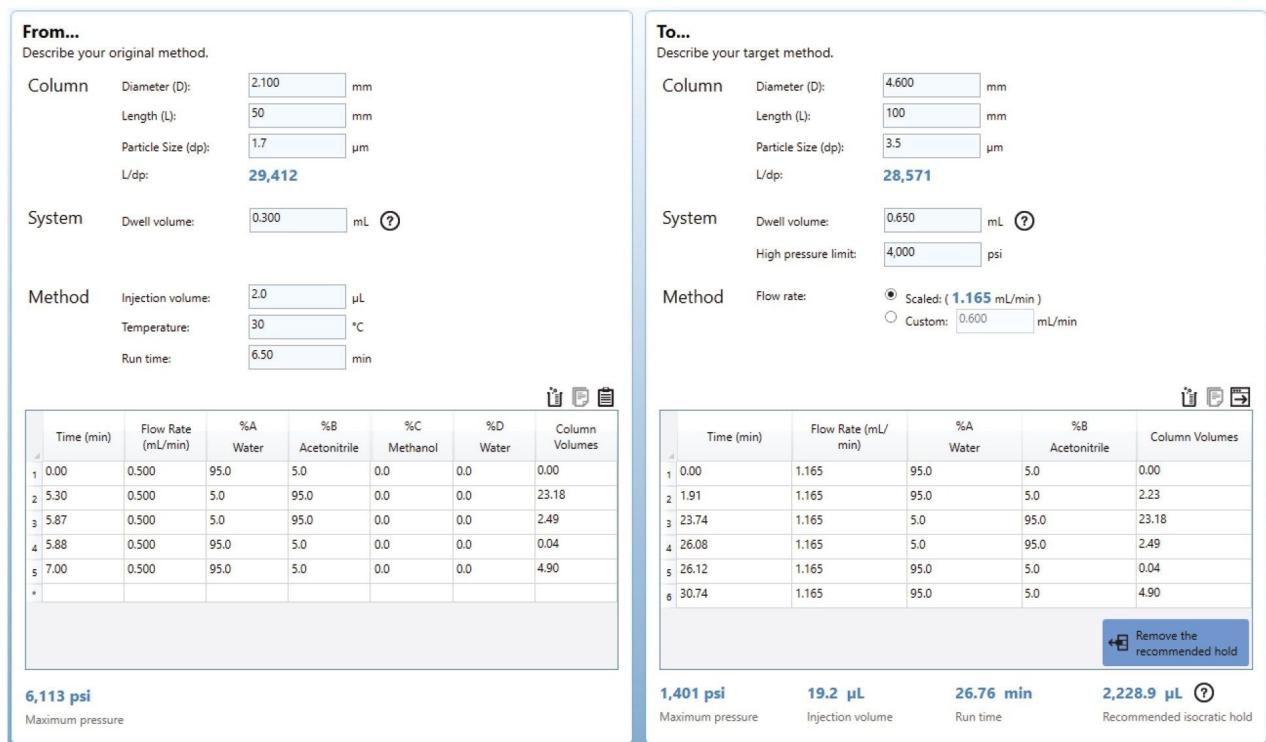 From...
Describe your original method.
Column Diameter (D): 2.100 mm
Length (L): 50 mm
Particle Size (dp): 1.7 µm
L/dp: 29,412
System Dwell volume: 0.300 mL ?
Method Injection volume: 2.0 µL
Temperature: 30 °C
Run time: 6.50 min
Time (min) Flow Rate (mL/min) %A Water %B Acetonitrile %C Methanol %D Water Column Volumes
1 0.00 0.500 95.0 5.0 0.0 0.0 0.00
2 5.30 0.500 5.0 95.0 0.0 0.0 23.18
3 5.87 0.500 5.0 95.0 0.0 0.0 2.49
4 5.88 0.500 95.0 5.0 0.0 0.0 0.04
5 7.00 0.500 95.0 5.0 0.0 0.0 4.90
*
6,113 psi
Maximum pressure
To...
Describe your target method.
Column Diameter (D): 4.600 mm
Length (L): 100 mm
Particle Size (dp): 3.5 µm
L/dp: 28,571
System Dwell volume: 0.650 mL ?
High pressure limit: 4,000 psi
Method Flow rate: Scaled: ( 1.165 mL/min )
Custom: 0.600 mL/min
Time (min) Flow Rate (mL/ min) %A Water %B Acetonitrile Column Volumes
1 0.00 1.165 95.0 5.0 0.00
2 1.91 1.165 95.0 5.0 2.23
3 23.74 1.165 5.0 95.0 23.18
4 26.08 1.165 5.0 95.0 2.49
5 26.12 1.165 95.0 5.0 0.04
6 30.74 1.165 95.0 5.0 4.90
Remove the
recommended hold
1,401 psi 19.2 µL 26.76 min 2,228.9 µL ?
Maximum pressure Injection volume Run time Recommended isocratic hold